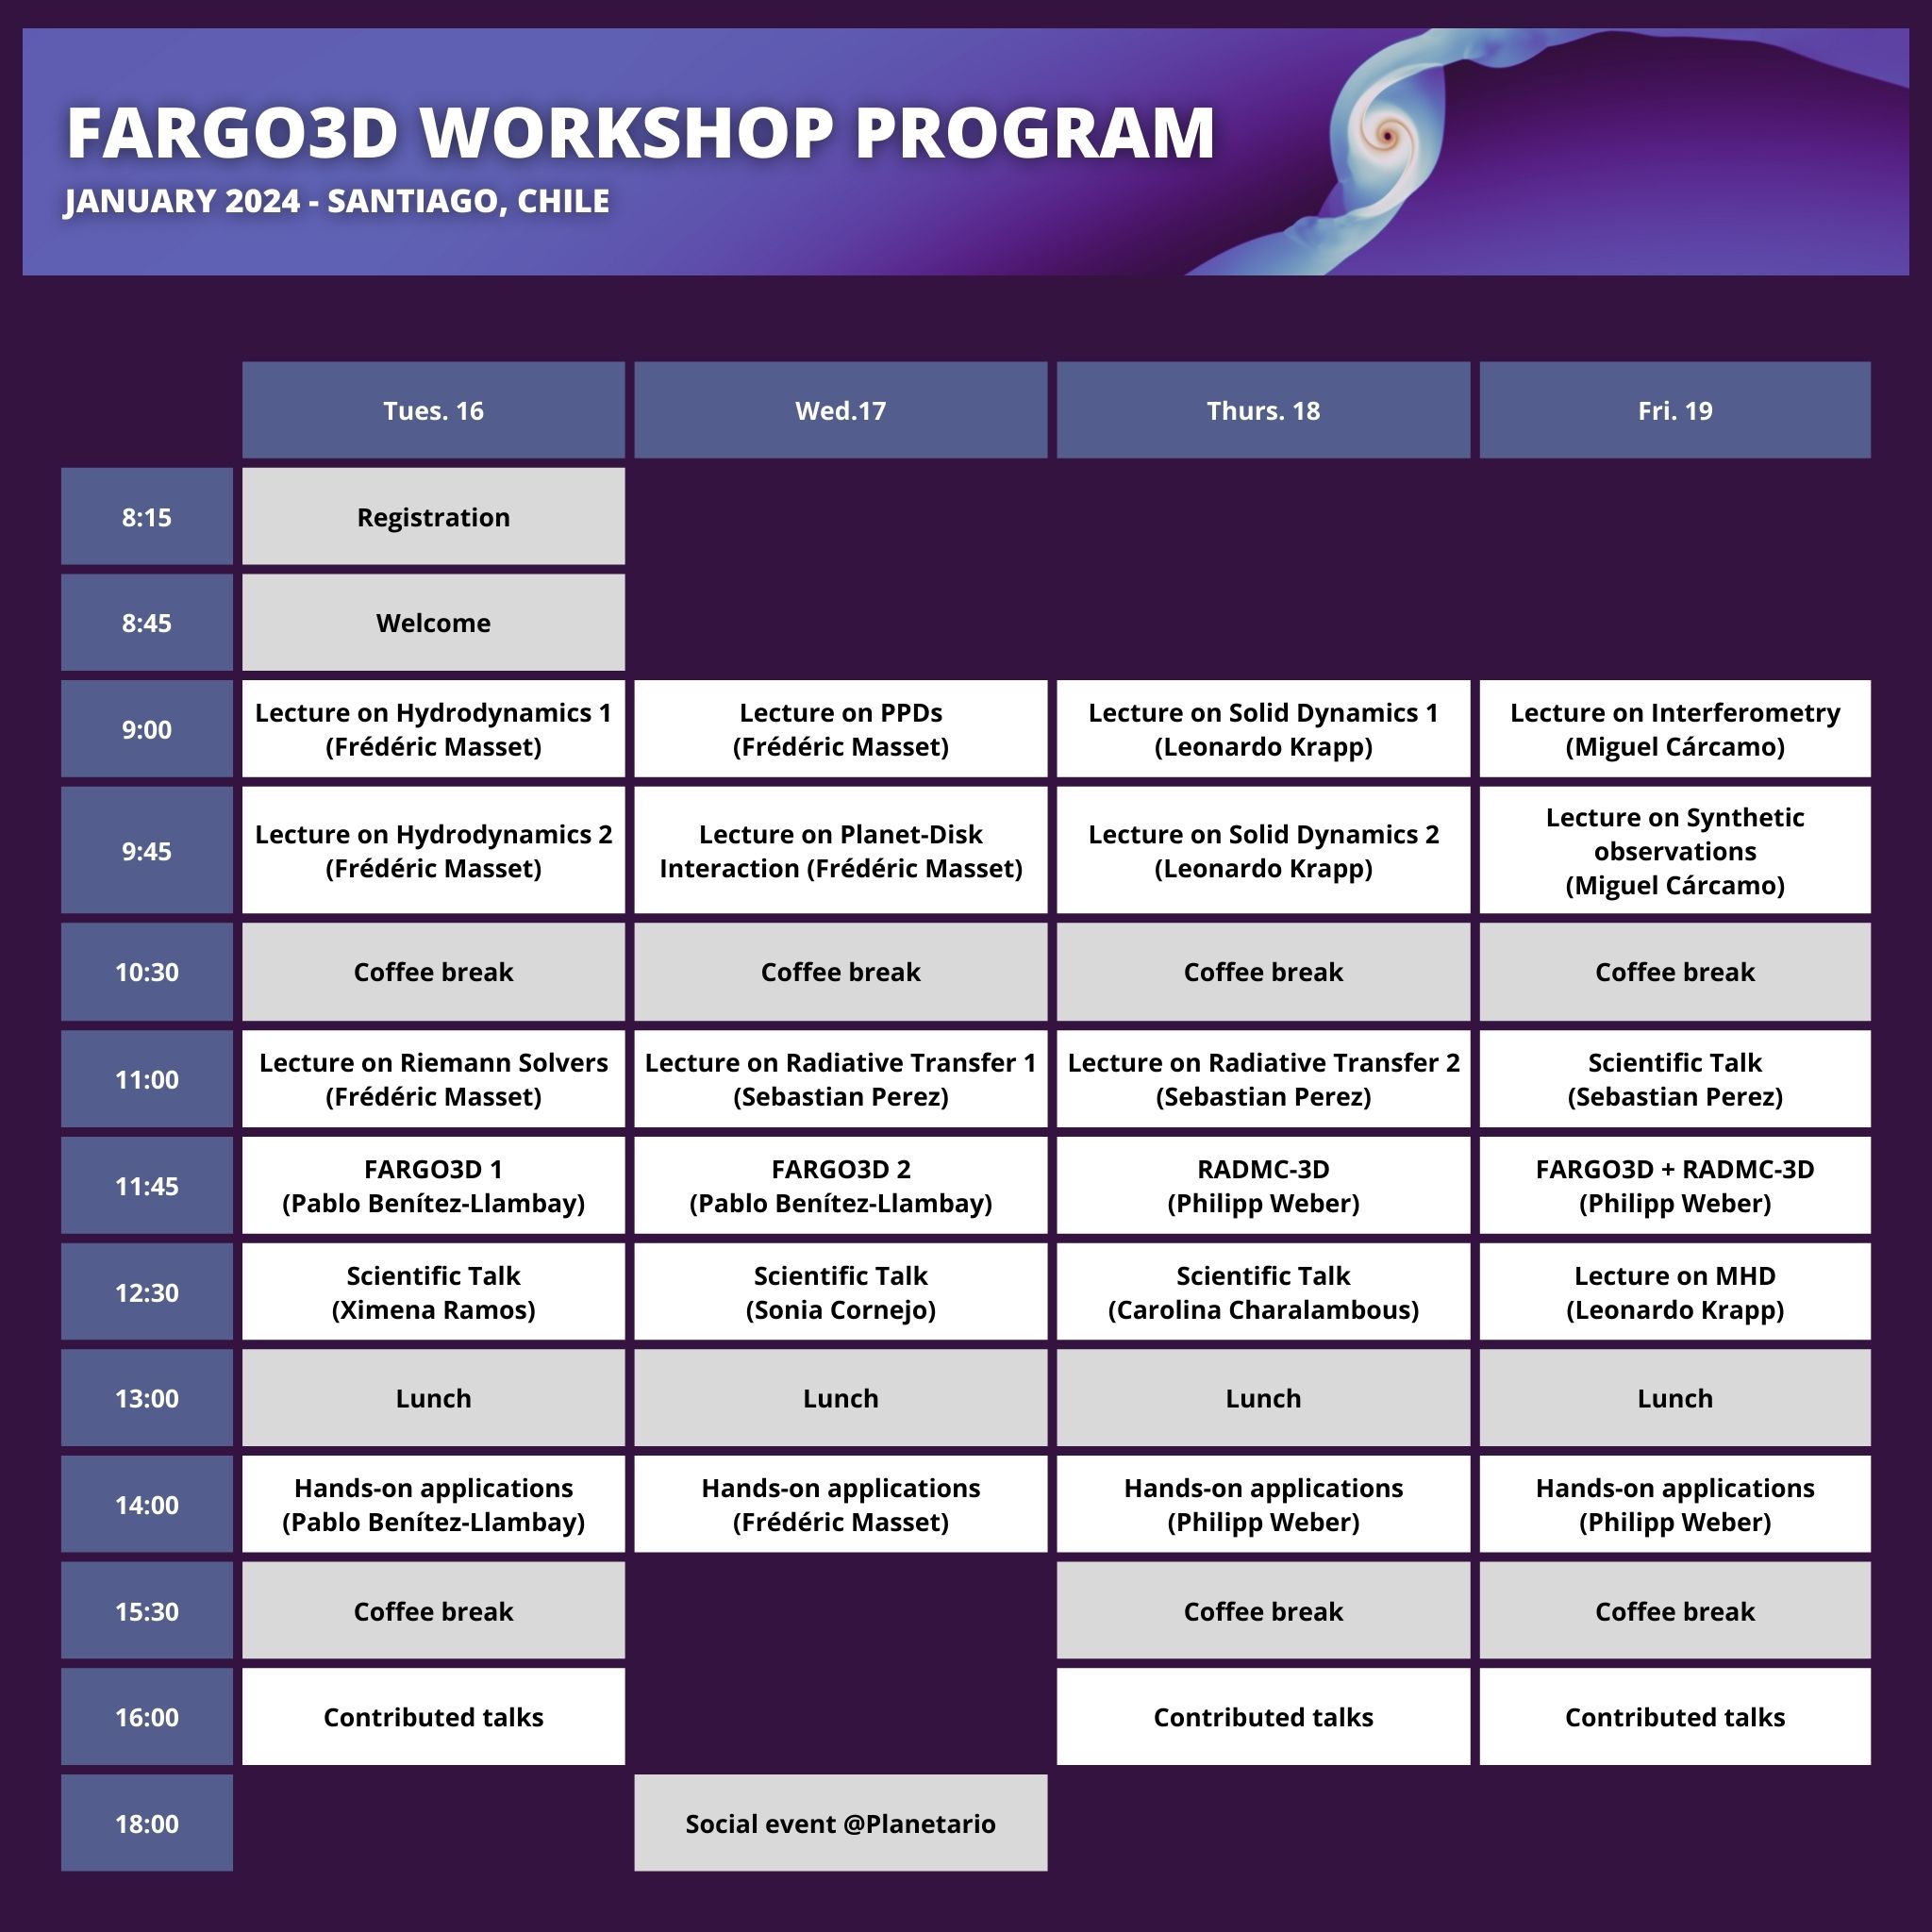 FARGO3D WORKSHOP PROGRAM
JANUARY 2024 - SANTIAGO, CHILE
Tues. 16
Wed.17
Thurs. 18
Fri. 19
8:15
Registration
8:45
Welcome
9:00
Lecture on Hydrodynamics 1
(Frédéric Masset)
Lecture on PPDs
(Frédéric Masset)
Lecture on Solid Dynamics 1
(Leonardo Krapp)
Lecture on Interferometry
(Miguel Cárcamo)
9:45
Lecture on Hydrodynamics 2
(Frédéric Masset)
Lecture on Planet-Disk
Interaction (Frédéric Masset)
Lecture on Solid Dynamics 2
(Leonardo Krapp)
Lecture on Synthetic
observations
(Miguel Cárcamo)
10:30
Coffee break
Coffee break
Coffee break
Coffee break
11:00
Lecture on Riemann Solvers
(Frédéric Masset)
Lecture on Radiative Transfer 1
(Sebastian Perez)
Lecture on Radiative Transfer 2
(Sebastian Perez)
Scientific Talk
(Sebastian Perez)
11:45
FARGO3D 1
(Pablo Benítez-Llambay)
FARGO3D 2
(Pablo Benítez-Llambay)
RADMC-3D
(Philipp Weber)
FARGO3D + RADMC-3D
(Philipp Weber)
12:30
Scientific Talk
(Ximena Ramos)
Scientific Talk
(Sonia Cornejo)
Scientific Talk
(Carolina Charalambous)
Lecture on MHD
(Leonardo Krapp)
13:00
Lunch
Lunch
Lunch
Lunch
14:00
Hands-on applications
(Pablo Benítez-Llambay)
Hands-on applications
(Frédéric Masset)
Hands-on applications
(Philipp Weber)
Hands-on applications
(Philipp Weber)
15:30
Coffee break
Coffee break
Coffee break
16:00
Contributed talks
Contributed talks
Contributed talks
18:00
Social event @Planetario